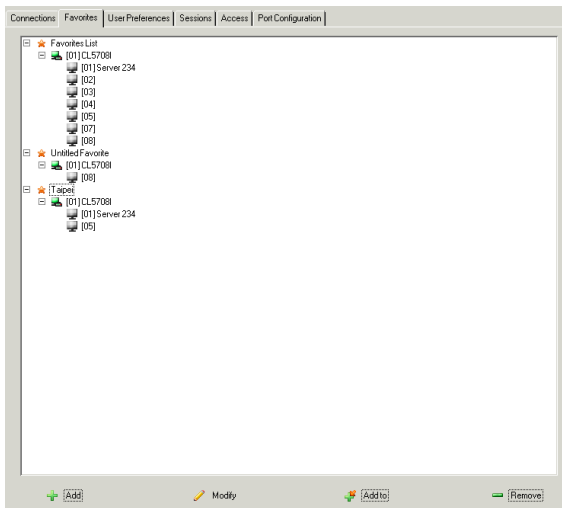 Connections Favorites User Preferences Sessions Access Port Configuration
Favorites List
[01] CL5708I
[01] Server 234
[02]
[03]
[04]
[05]
[07]
[08]
Untitled Favorite
[01] CL5708I
[08]
Taipei
[01] CL5708I
[01] Server 234
[05]
Add Modify Add to Remove